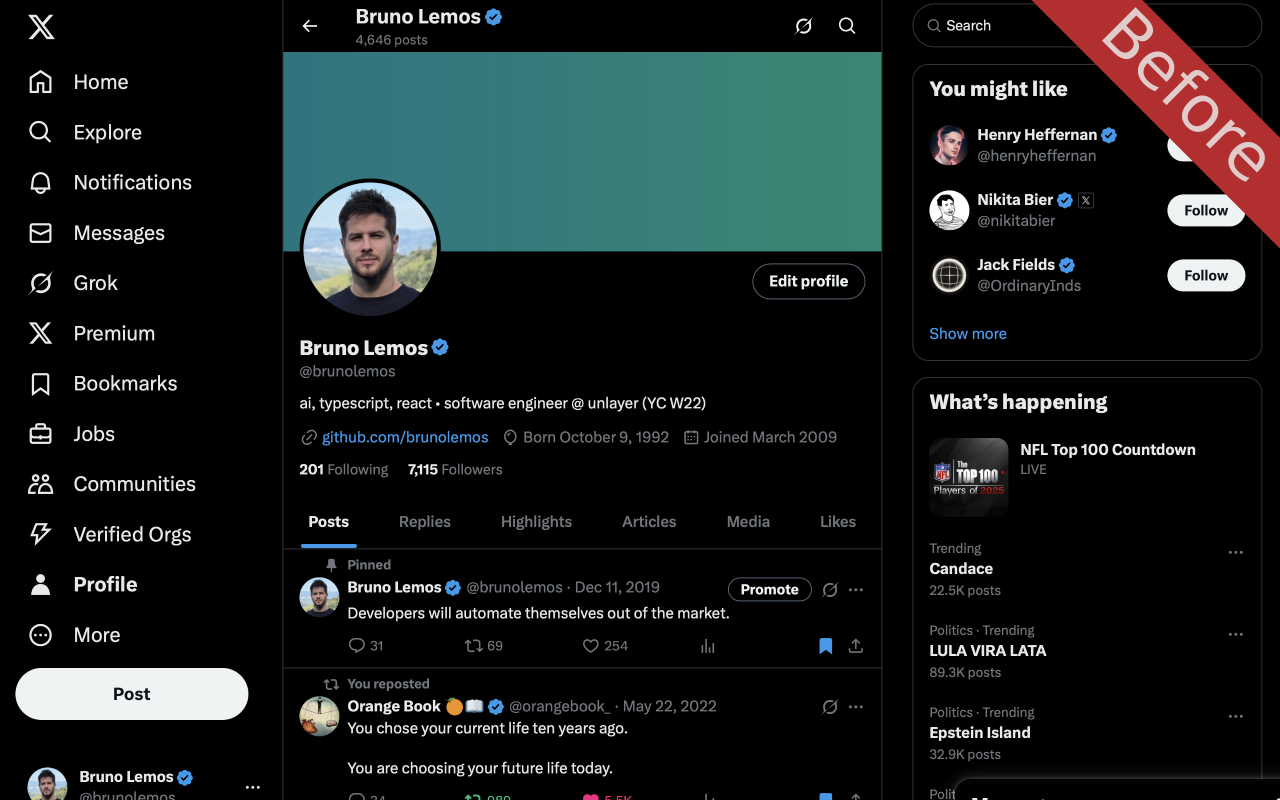 Home
Explore
Notifications
Messages
Grok
Premium
Bookmarks
Jobs
Communities
Verified Orgs
Profile
More
Post
Bruno Lemos
@brunolemos
Bruno Lemos
4,646 posts
Edit profile
Bruno Lemos
@brunolemos
ai, typescript, react • software engineer @ unlayer (YC W22)
github.com/brunolemos Born October 9, 1992 Joined March 2009
201 Following 7,115 Followers
Posts Replies Highlights Articles Media Likes
Pinned
Bruno Lemos @brunolemos · Dec 11, 2019 Promote
Developers will automate themselves out of the market.
31 69 254
You reposted
Orange Book 🍊📖 @orangebook_ · May 22, 2022
You chose your current life ten years ago.
You are choosing your future life today.
Search
Before
You might like
Henry Heffernan
@henryheffernan
Nikita Bier
@nikitabier
Follow
Jack Fields
@OrdinaryInds
Follow
Show more
What’s happening
NFL
The
TOP 100
Players of 2025
NFL Top 100 Countdown
LIVE
Trending
Candace
22.5K posts
Politics · Trending
LULA VIRA LATA
89.3K posts
Politics · Trending
Epstein Island
32.9K posts